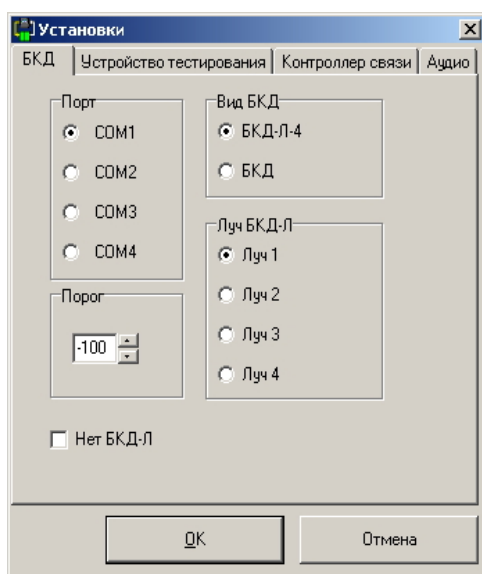 Установки
БКД Устройство тестирования Контроллер связи Аудио
Порт
COM1
COM2
COM3
COM4
Порог
-100
Нет БКД-Л
Вид БКД
БКД-Л-4
БКД
Луч БКД-Л
Луч 1
Луч 2
Луч 3
Луч 4
OK Отмена